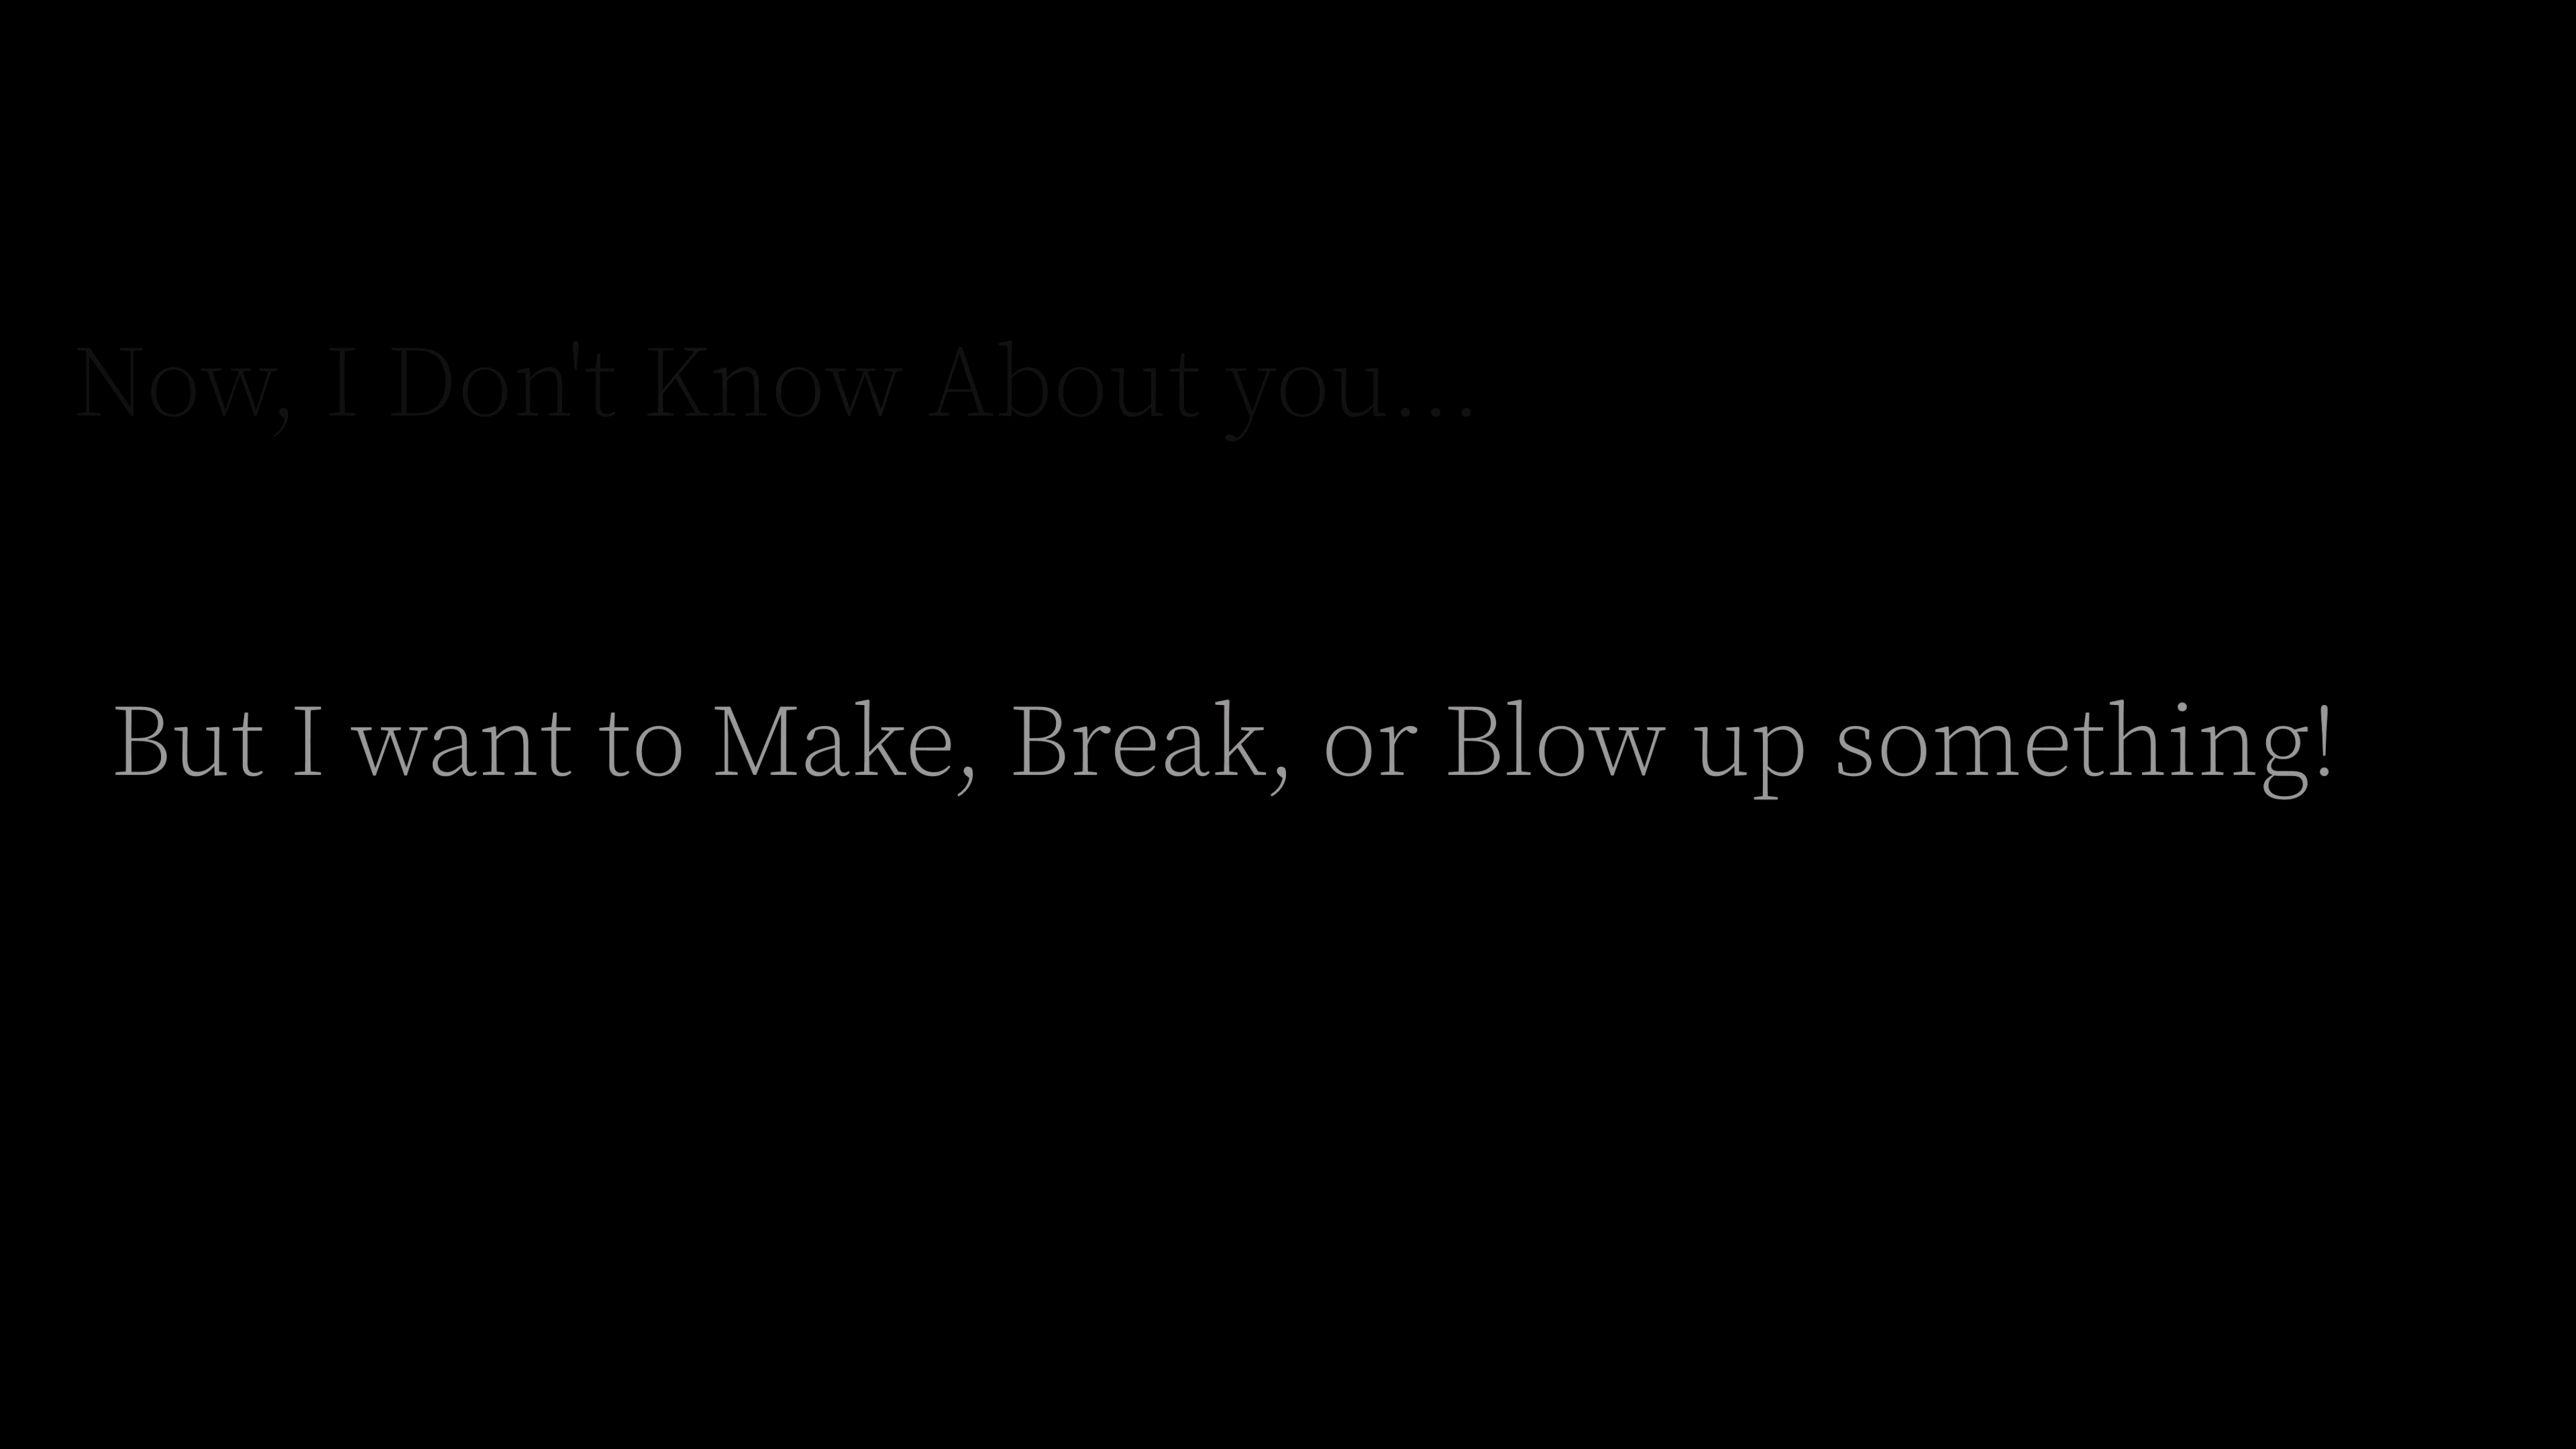 Now, I Don't Know About you...
But I want to Make, Break, or Blow up something!